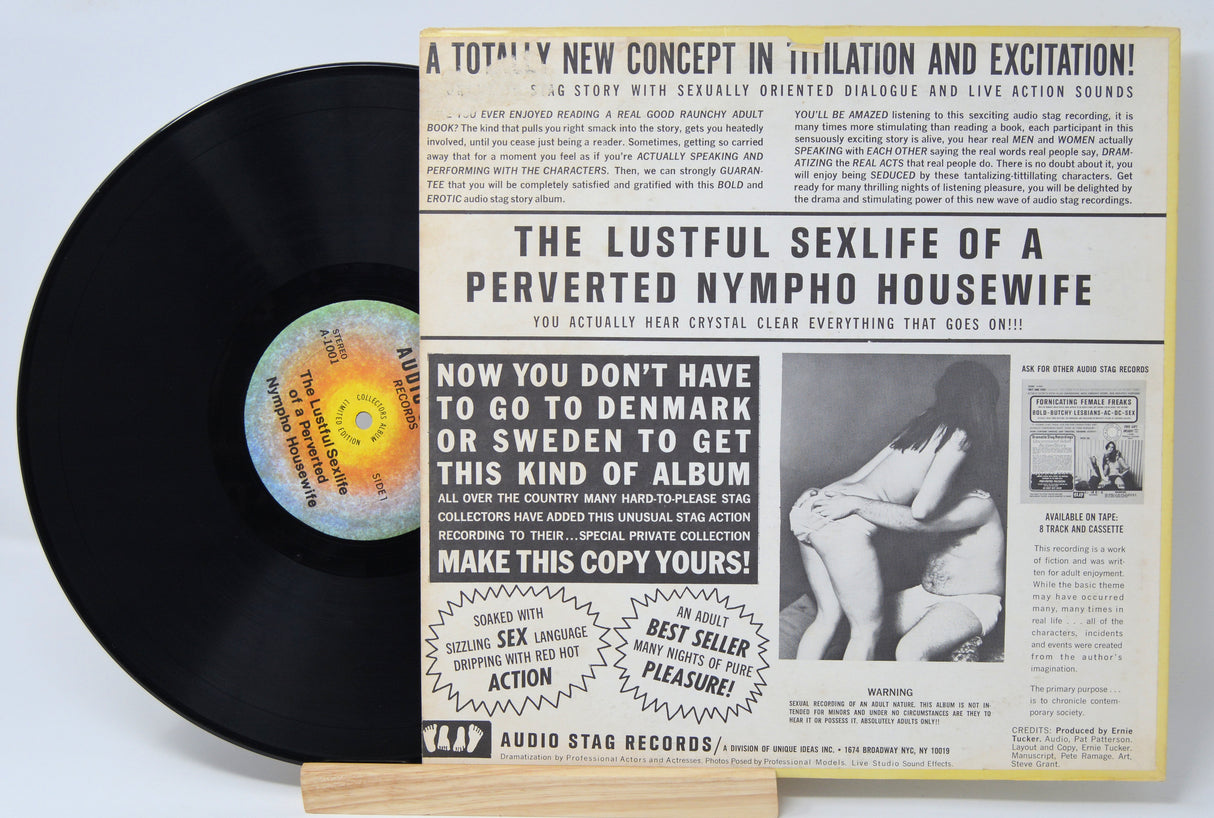 A TOTALLY NEW CONCEPT IN TITILATION AND EXCITATION!
STAG STORY WITH SEXUALLY ORIENTED DIALOGUE AND LIVE ACTION SOUNDS
YOU EVER ENJOYED READING A REAL GOOD RAUNCHY ADULT
BOOK? The kind that pulls you right smack into the story, gets you heatedly
involved, until you cease just being a reader. Sometimes, getting so carried
away that for a moment you feel as if you're ACTUALLY SPEAKING AND
PERFORMING WITH THE CHARACTERS. Then, we can strongly GUARAN-
TEE that you will be completely satisfied and gratified with this BOLD and
EROTIC audio stag story album.
YOU'LL BE AMAZED listening to this sexciting audio stag recording, it is
many times more stimulating than reading a book, each participant in this
sensuously exciting story is alive, you hear real MEN and WOMEN actually
SPEAKING with EACH OTHER saying the real words real people say, DRAM-
ATIZING the REAL ACTS that real people do. There is no doubt about it, you
will enjoy being SEDUCED by these tantalizing-tittillating characters. Get
ready for many thrilling nights of listening pleasure, you will be delighted by
the drama and stimulating power of this new wave of audio stag recordings.
THE LUSTFUL SEXLIFE OF A
PERVERTED NYMPHO HOUSEWIFE
YOU ACTUALLY HEAR CRYSTAL CLEAR EVERYTHING THAT GOES ON!!!
NOW YOU DON'T HAVE
TO GO TO DENMARK
OR SWEDEN TO GET
THIS KIND OF ALBUM
ALL OVER THE COUNTRY MANY HARD-TO-PLEASE STAG
COLLECTORS HAVE ADDED THIS UNUSUAL STAG ACTION
RECORDING TO THEIR...SPECIAL PRIVATE COLLECTION
MAKE THIS COPY YOURS!
SOAKED WITH
SIZZLING SEX LANGUAGE
DRIPPING WITH RED HOT
ACTION
AN ADULT
BEST SELLER
MANY NIGHTS OF PURE
PLEASURE!
WARNING
SEXUAL RECORDING OF AN ADULT NATURE. THIS ALBUM IS NOT IN-
TENDED FOR MINORS AND UNDER NO CIRCUMSTANCES ARE THEY TO
HEAR IT OR POSSESS IT. ABSOLUTELY ADULTS ONLY!!
ASK FOR OTHER AUDIO STAG RECORDS
FORNICATING FEMALE FREAKS
BOLD-BUTCHY LESBIANS-AC-DC-SEX
AVAILABLE ON TAPE:
8 TRACK AND CASSETTE
This recording is a work
of fiction and was writ-
ten for adult enjoyment.
While the basic theme
may have occurred
many, many times in
real life . . . all of the
characters, incidents
and events were created
from the author's
imagination.
The primary purpose . . .
is to chronicle contem-
porary society.
CREDITS: Produced by Ernie
Tucker. Audio, Pat Patterson.
Layout and Copy, Ernie Tucker.
Manuscript, Pete Ramage. Art,
Steve Grant.
AUDIO STAG RECORDS/A DIVISION OF UNIQUE IDEAS INC. • 1674 BROADWAY NYC, NY 10019
Dramatization by Professional Actors and Actresses. Photos Posed by Professional Models. Live Studio Sound Effects.
AUDIO
RECORDS
STEREO
A-1001
COLLECTORS ALBUM
LIMITED EDITION
SIDE 1
The Lustful Sexlife
of a Perverted
Nympho Housewife